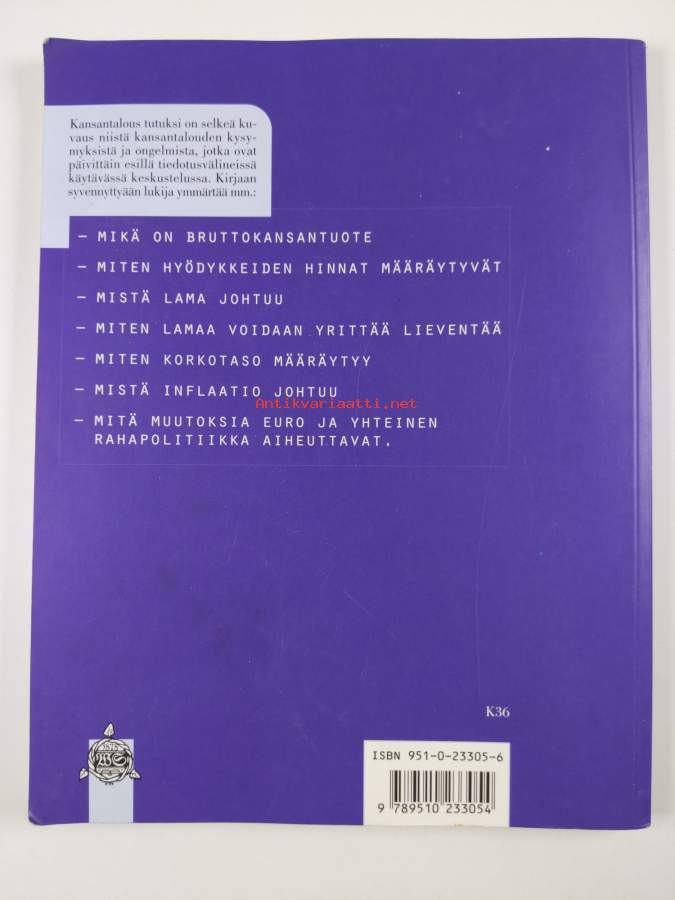 Kansantalous tutuksi on selkeä ku-
vaus niistä kansantalouden kysy-
myksistä ja ongelmista, jotka ovat
päivittäin esillä tiedotusvälineissä
käytävässä keskustelussa. Kirjaan
syvennyttyään lukija ymmärtää mm.:
– MIKÄ ON BRUTTOKANSANTUOTE
– MITEN HYÖDYKKEIDEN HINNAT MÄÄRÄYTYVÄT
– MISTÄ LAMA JOHTUU
– MITEN LAMAA VOIDAAN YRITTÄÄ LIEVENTÄÄ
– MITEN KORKOTASO MÄÄRÄYTYY
– MISTÄ INFLAATIO JOHTUU
Antikvariaatti.net
– MITÄ MUUTOKSIA EURO JA YHTEINEN
RAHAPOLITIIKKA AIHEUTTAVAT.
K36
ISBN 951-0-23305-6
9 789510 233054